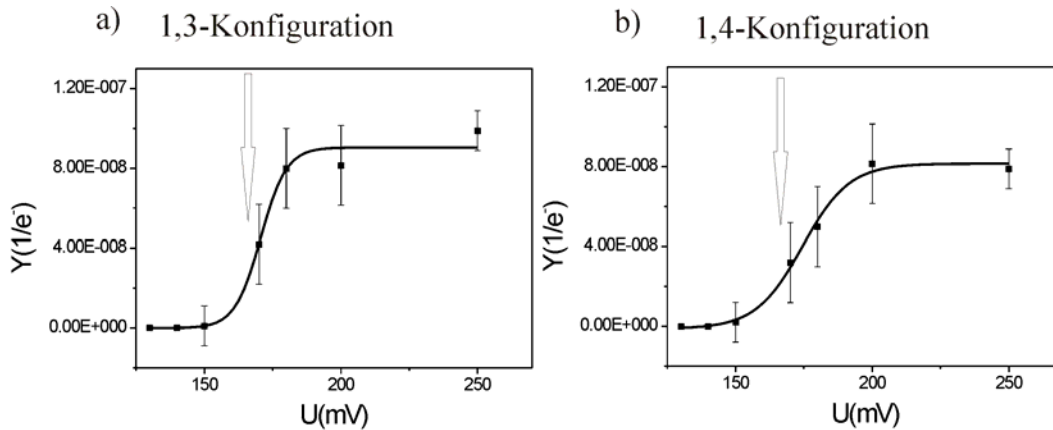 a) 1,3-Konfiguration
1.20E-007
8.00E-008
4.00E-008
0.00E+000
Y(1/e⁻)
150 200 250
U(mV)
b) 1,4-Konfiguration
1.20E-007
8.00E-008
4.00E-008
0.00E+000
Y(1/e⁻)
150 200 250
U(mV)